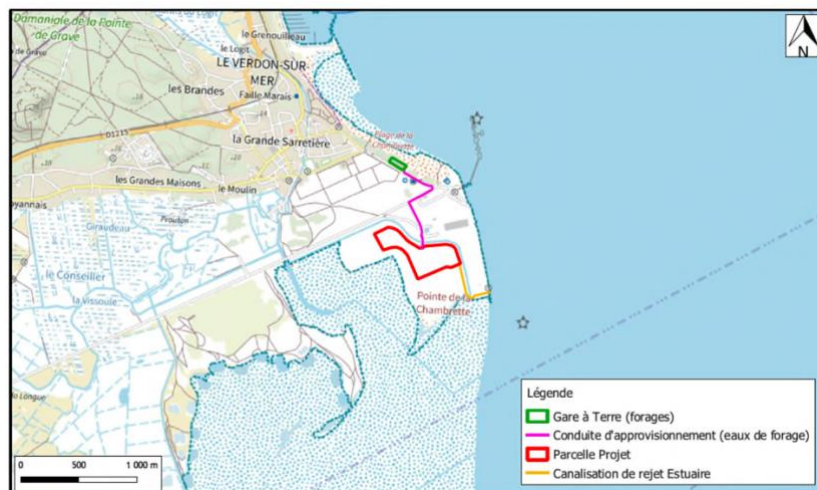 Domaniale de la Pointe
de Grave
le Grenouilleau
le Logit
LE VERDON-SUR-
MER
les Brandes
Faille Marais
D1215
la Grande Sarretière
Plage de la
Chambrette
les Grandes Maisons
le Moulin
Royannais
Giraudeau
le Conseiller
la Vissoule
Pointe de la
Chambrette
la Longue
N
Légende
Gare à Terre (forages)
Conduite d'approvisionnement (eaux de forage)
Parcelle Projet
Canalisation de rejet Estuaire
0 500 1 000 m